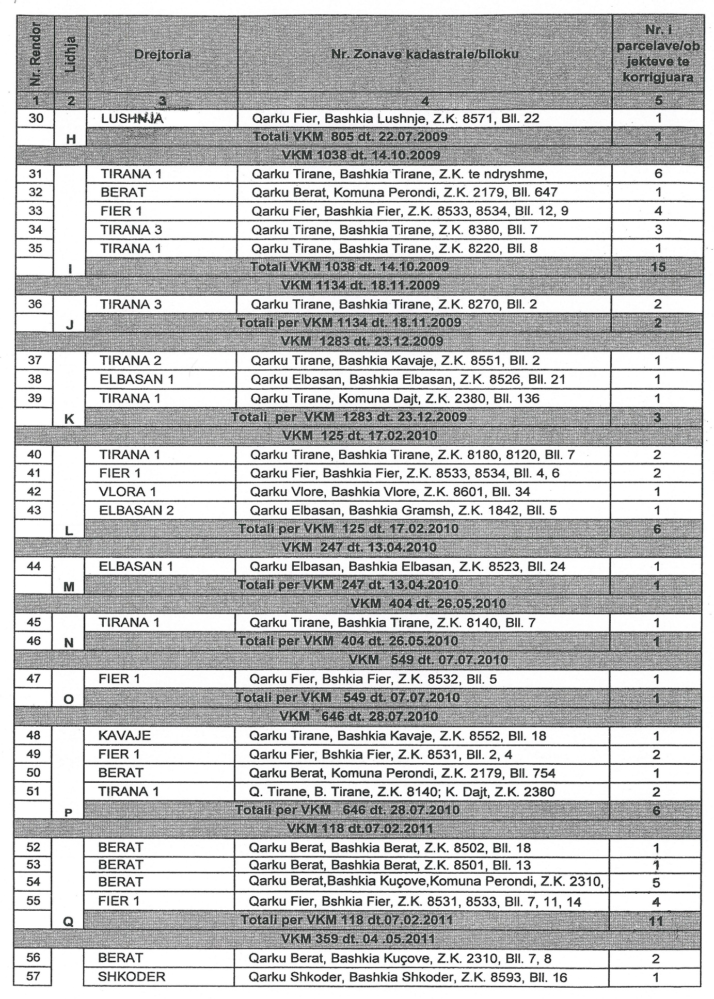 Nr. Rendor Lidhja Drejtoria Nr. Zonave kadastrale/blloku Nr. i
parcelave/ob
jekteve te
korrigjuara
1 2 3 4 5
30 LUSHNJA Qarku Fier, Bashkia Lushnje, Z.K. 8571, Bll. 22 1
H Totali VKM 805 dt. 22.07.2009 1
VKM 1038 dt. 14.10.2009
31 TIRANA 1 Qarku Tirane, Bashkia Tirane, Z.K. te ndryshme, 6
32 BERAT Qarku Berat, Komuna Perondi, Z.K. 2179, Bll. 647 1
33 FIER 1 Qarku Fier, Bashkia Fier, Z.K. 8533, 8534, Bll. 12, 9 4
34 TIRANA 3 Qarku Tirane, Bashkia Tirane, Z.K. 8380, Bll. 7 3
35 TIRANA 1 Qarku Tirane, Bashkia Tirane, Z.K. 8220, Bll. 8 1
I Totali VKM 1038 dt. 14.10.2009 15
VKM 1134 dt. 18.11.2009
36 TIRANA 3 Qarku Tirane, Bashkia Tirane, Z.K. 8270, Bll. 2 2
J Totali per VKM 1134 dt. 18.11.2009 2
VKM 1283 dt. 23.12.2009
37 TIRANA 2 Qarku Tirane, Bashkia Kavaje, Z.K. 8551, Bll. 2 1
38 ELBASAN 1 Qarku Elbasan, Bashkia Elbasan, Z.K. 8526, Bll. 21 1
39 TIRANA 1 Qarku Tirane, Komuna Dajt, Z.K. 2380, Bll. 136 1
K Totali per VKM 1283 dt. 23.12.2009 3
VKM 125 dt. 17.02.2010
40 TIRANA 1 Qarku Tirane, Bashkia Tirane, Z.K. 8180, 8120, Bll. 7 2
41 FIER 1 Qarku Fier, Bashkia Fier, Z.K. 8533, 8534, Bll. 4, 6 2
42 VLORA 1 Qarku Vlore, Bashkia Vlore, Z.K. 8601, Bll. 34 1
43 ELBASAN 2 Qarku Elbasan, Bashkia Gramsh, Z.K. 1842, Bll. 5 1
L Totali per VKM 125 dt. 17.02.2010 6
VKM 247 dt. 13.04.2010
44 ELBASAN 1 Qarku Elbasan, Bashkia Elbasan, Z.K. 8523, Bll. 24 1
M Totali per VKM 247 dt. 13.04.2010 1
VKM 404 dt. 26.05.2010
45 TIRANA 1 Qarku Tirane, Bashkia Tirane, Z.K. 8140, Bll. 7 1
46 N Totali per VKM 404 dt. 26.05.2010 1
VKM 549 dt. 07.07.2010
47 FIER 1 Qarku Fier, Bshkia Fier, Z.K. 8532, Bll. 5 1
O Totali per VKM 549 dt. 07.07.2010 1
VKM 646 dt. 28.07.2010
48 KAVAJE Qarku Tirane, Bashkia Kavaje, Z.K. 8552, Bll. 18 1
49 FIER 1 Qarku Fier, Bshkia Fier, Z.K. 8531, Bll. 2, 4 2
50 BERAT Qarku Berat, Komuna Perondi, Z.K. 2179, Bll. 754 1
51 TIRANA 1 Q. Tirane, B. Tirane, Z.K. 8140; K. Dajt, Z.K. 2380 2
P Totali per VKM 646 dt. 28.07.2010 6
VKM 118 dt.07.02.2011
52 BERAT Qarku Berat, Bashkia Berat, Z.K. 8502, Bll. 18 1
53 BERAT Qarku Berat, Bashkia Berat, Z.K. 8501, Bll. 13 1
54 BERAT Qarku Berat,Bashkia Kuçove,Komuna Perondi, Z.K. 2310, 5
55 FIER 1 Qarku Fier, Bshkia Fier, Z.K. 8531, 8533, Bll. 7, 11, 14 4
Q Totali per VKM 118 dt.07.02.2011 11
VKM 359 dt. 04 .05.2011
56 BERAT Qarku Berat, Bashkia Kuçove, Z.K. 2310, Bll. 7, 8 2
57 SHKODER Qarku Shkoder, Bashkia Shkoder, Z.K. 8593, Bll. 16 1